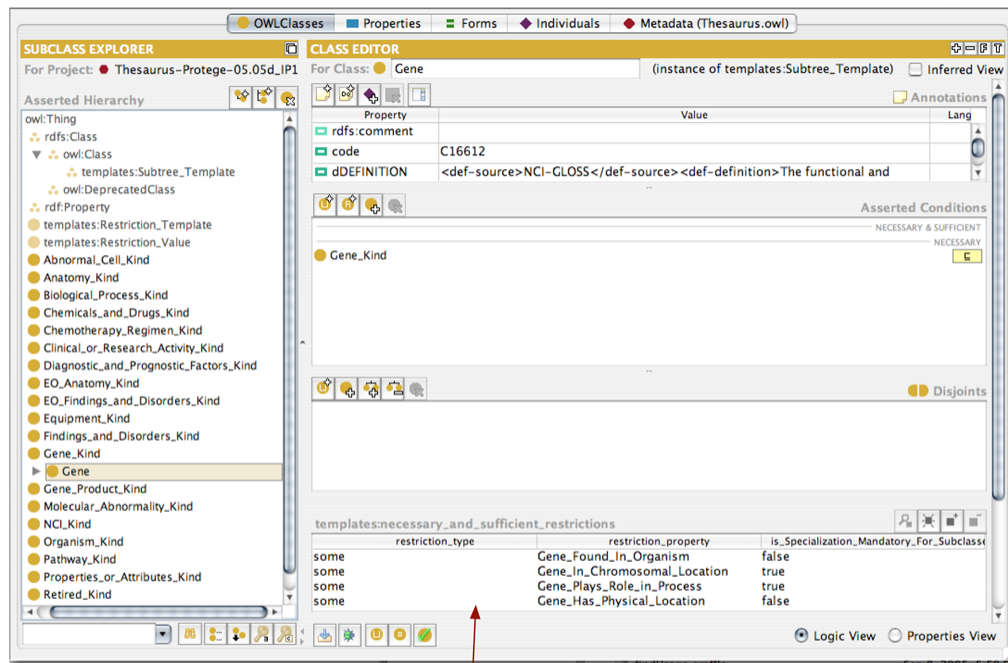 OWLClasses Properties Forms Individuals Metadata (Thesaurus.owl)
SUBCLASS EXPLORER
For Project: Thesaurus-Protege-05.05d_IP1
Asserted Hierarchy
owl:Thing
rdfs:Class
owl:Class
templates:Subtree_Template
owl:DeprecatedClass
rdf:Property
templates:Restriction_Template
templates:Restriction_Value
Abnormal_Cell_Kind
Anatomy_Kind
Biological_Process_Kind
Chemicals_and_Drugs_Kind
Chemotherapy_Regimen_Kind
Clinical_or_Research_Activity_Kind
Diagnostic_and_Prognostic_Factors_Kind
EO_Anatomy_Kind
EO_Findings_and_Disorders_Kind
Equipment_Kind
Findings_and_Disorders_Kind
Gene_Kind
Gene
Gene_Product_Kind
Molecular_Abnormality_Kind
NCI_Kind
Organism_Kind
Pathway_Kind
Properties_or_Attributes_Kind
Retired_Kind
CLASS EDITOR
For Class: Gene (instance of templates:Subtree_Template) Inferred View
Annotations
Property Value Lang
rdfs:comment
code C16612
dDEFINITION <def-source>NCI-GLOSS</def-source><def-definition>The functional and
Asserted Conditions
NECESSARY & SUFFICIENT
NECESSARY
Gene_Kind
Disjoints
templates:necessary_and_sufficient_restrictions
restriction_type restriction_property is_Specialization_Mandatory_For_Subclasse
some Gene_Found_In_Organism false
some Gene_In_Chromosomal_Location true
some Gene_Plays_Role_in_Process true
some Gene_Has_Physical_Location false
Logic View Properties View